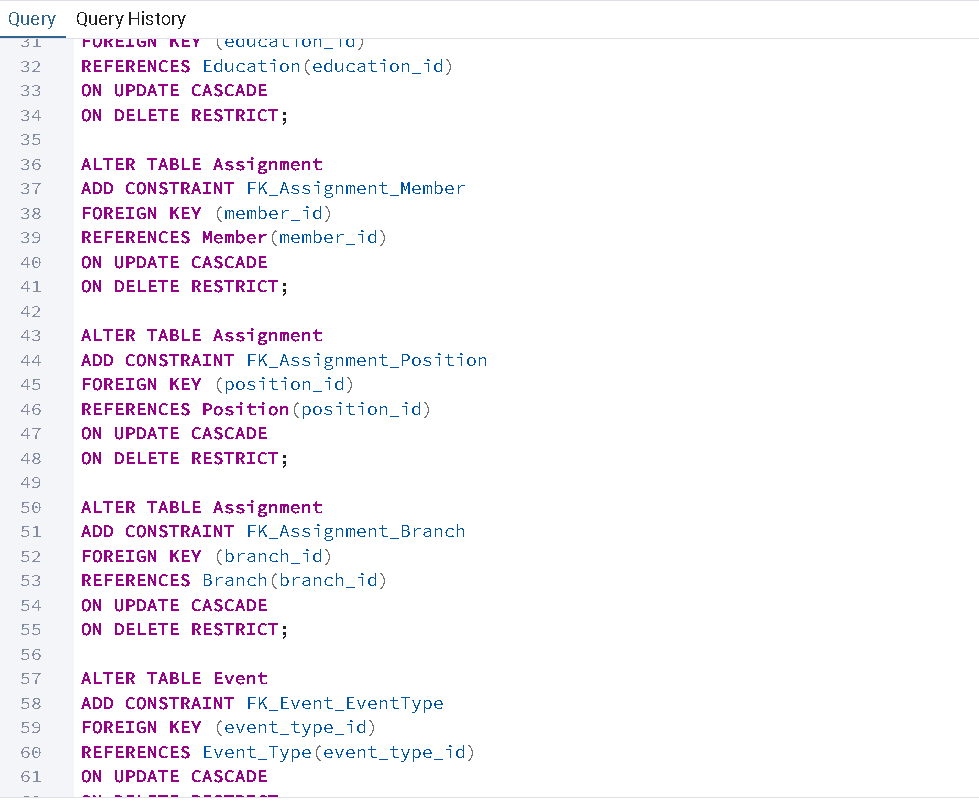 Query Query History
31 FOREIGN KEY (education_id)
32 REFERENCES Education(education_id)
33 ON UPDATE CASCADE
34 ON DELETE RESTRICT;
35
36 ALTER TABLE Assignment
37 ADD CONSTRAINT FK_Assignment_Member
38 FOREIGN KEY (member_id)
39 REFERENCES Member(member_id)
40 ON UPDATE CASCADE
41 ON DELETE RESTRICT;
42
43 ALTER TABLE Assignment
44 ADD CONSTRAINT FK_Assignment_Position
45 FOREIGN KEY (position_id)
46 REFERENCES Position(position_id)
47 ON UPDATE CASCADE
48 ON DELETE RESTRICT;
49
50 ALTER TABLE Assignment
51 ADD CONSTRAINT FK_Assignment_Branch
52 FOREIGN KEY (branch_id)
53 REFERENCES Branch(branch_id)
54 ON UPDATE CASCADE
55 ON DELETE RESTRICT;
56
57 ALTER TABLE Event
58 ADD CONSTRAINT FK_Event_EventType
59 FOREIGN KEY (event_type_id)
60 REFERENCES Event_Type(event_type_id)
61 ON UPDATE CASCADE